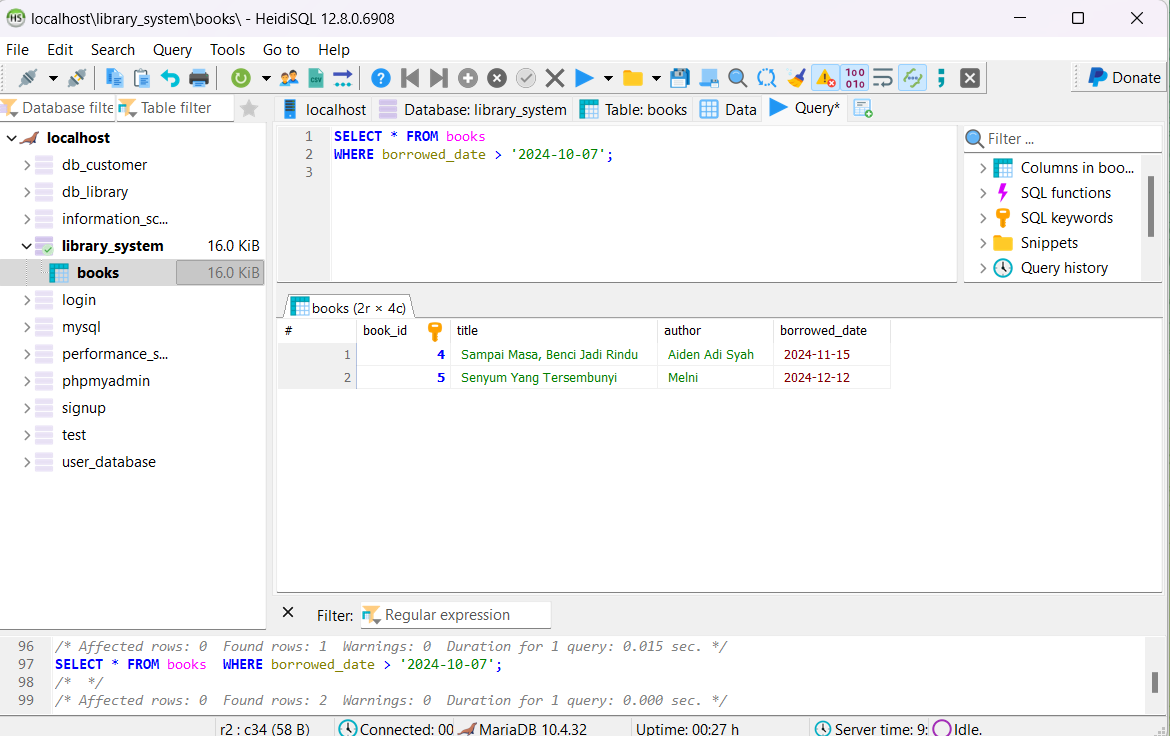 localhost\library_system\books\ - HeidiSQL 12.8.0.6908
File Edit Search Query Tools Go to Help
Donate
Database filte Table filter
localhost Database: library_system Table: books Data Query*
localhost
db_customer
db_library
information_sc...
library_system 16.0 KiB
books 16.0 KiB
login
mysql
performance_s...
phpmyadmin
signup
test
user_database
1 SELECT * FROM books
2 WHERE borrowed_date > '2024-10-07';
3
Filter ...
Columns in boo...
SQL functions
SQL keywords
Snippets
Query history
books (2r × 4c)
# book_id title author borrowed_date
1 4 Sampai Masa, Benci Jadi Rindu Aiden Adi Syah 2024-11-15
2 5 Senyum Yang Tersembunyi Melni 2024-12-12
Filter: Regular expression
96 /* Affected rows: 0 Found rows: 1 Warnings: 0 Duration for 1 query: 0.015 sec. */
97 SELECT * FROM books WHERE borrowed_date > '2024-10-07';
98 /* */
99 /* Affected rows: 0 Found rows: 2 Warnings: 0 Duration for 1 query: 0.000 sec. */
r2 : c34 (58 B) Connected: 00 MariaDB 10.4.32 Uptime: 00:27 h Server time: 9: Idle.